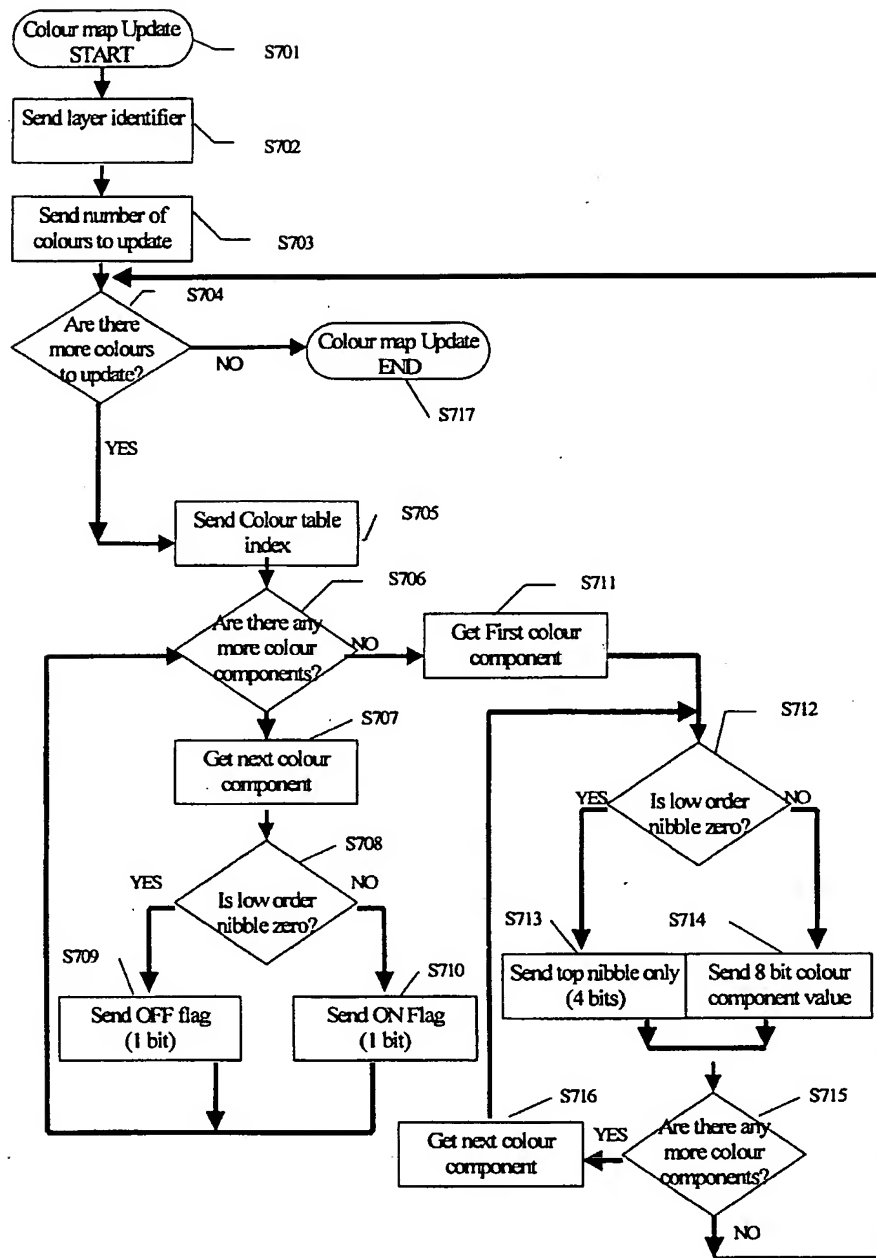 Colour map Update
START
S701
Send layer identifier
S702
Send number of
colours to update
S703
S704
Are there
more colours
to update?
NO
Colour map Update
END
S717
YES
Send Colour table
index
S705
S706
Are there any
more colour
components?
NO
S711
Get First colour
component
S707
Get next colour
component
S712
Is low order
nibble zero?
YES
NO
S708
Is low order
nibble zero?
YES
NO
S709
Send OFF flag
(1 bit)
S710
Send ON Flag
(1 bit)
S713
Send top nibble only
(4 bits)
S714
Send 8 bit colour
component value
S715
Are there any
more colour
components?
YES
S716
Get next colour
component
NO